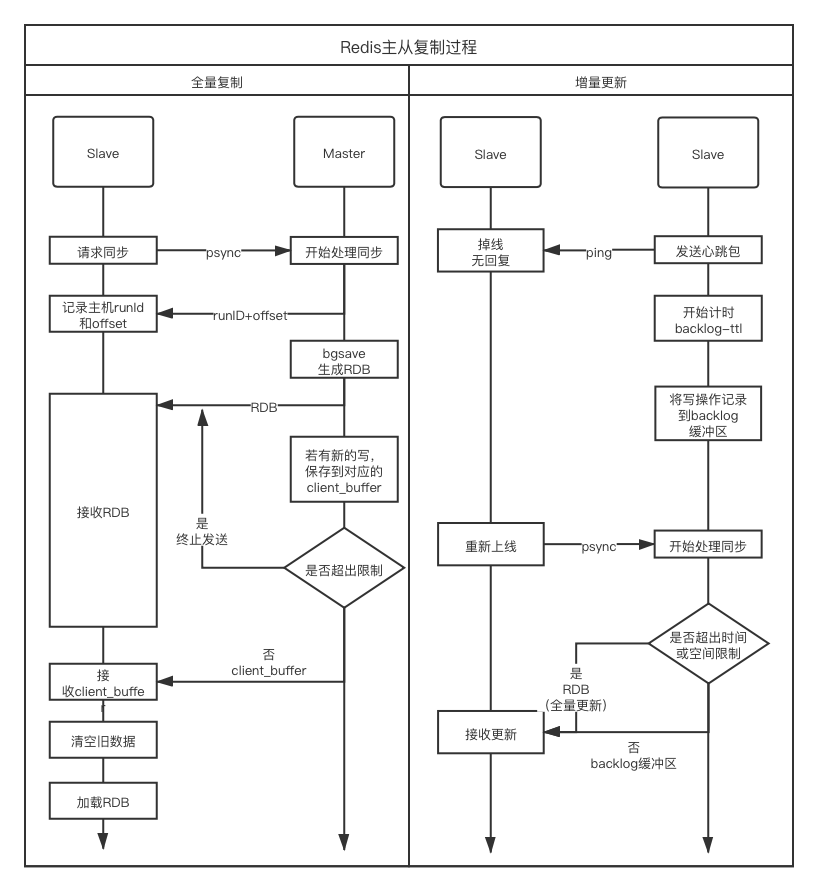 Redis主从复制过程
全量复制
增量更新
Slave
Master
Slave
Slave
请求同步
psync
开始处理同步
掉线
无回复
ping
发送心跳包
记录主机runId
和offset
runID+offset
开始计时
backlog-ttl
bgsave
生成RDB
RDB
将写操作记录
到backlog
缓冲区
若有新的写，
保存到对应的
client_buffer
接收RDB
是
终止发送
重新上线
psync
开始处理同步
是否超出限制
是否超出时间
或空间限制
否
client_buffer
接
收client_buffe
r
是
RDB
(全量更新)
清空旧数据
接收更新
否
backlog缓冲区
加载RDB